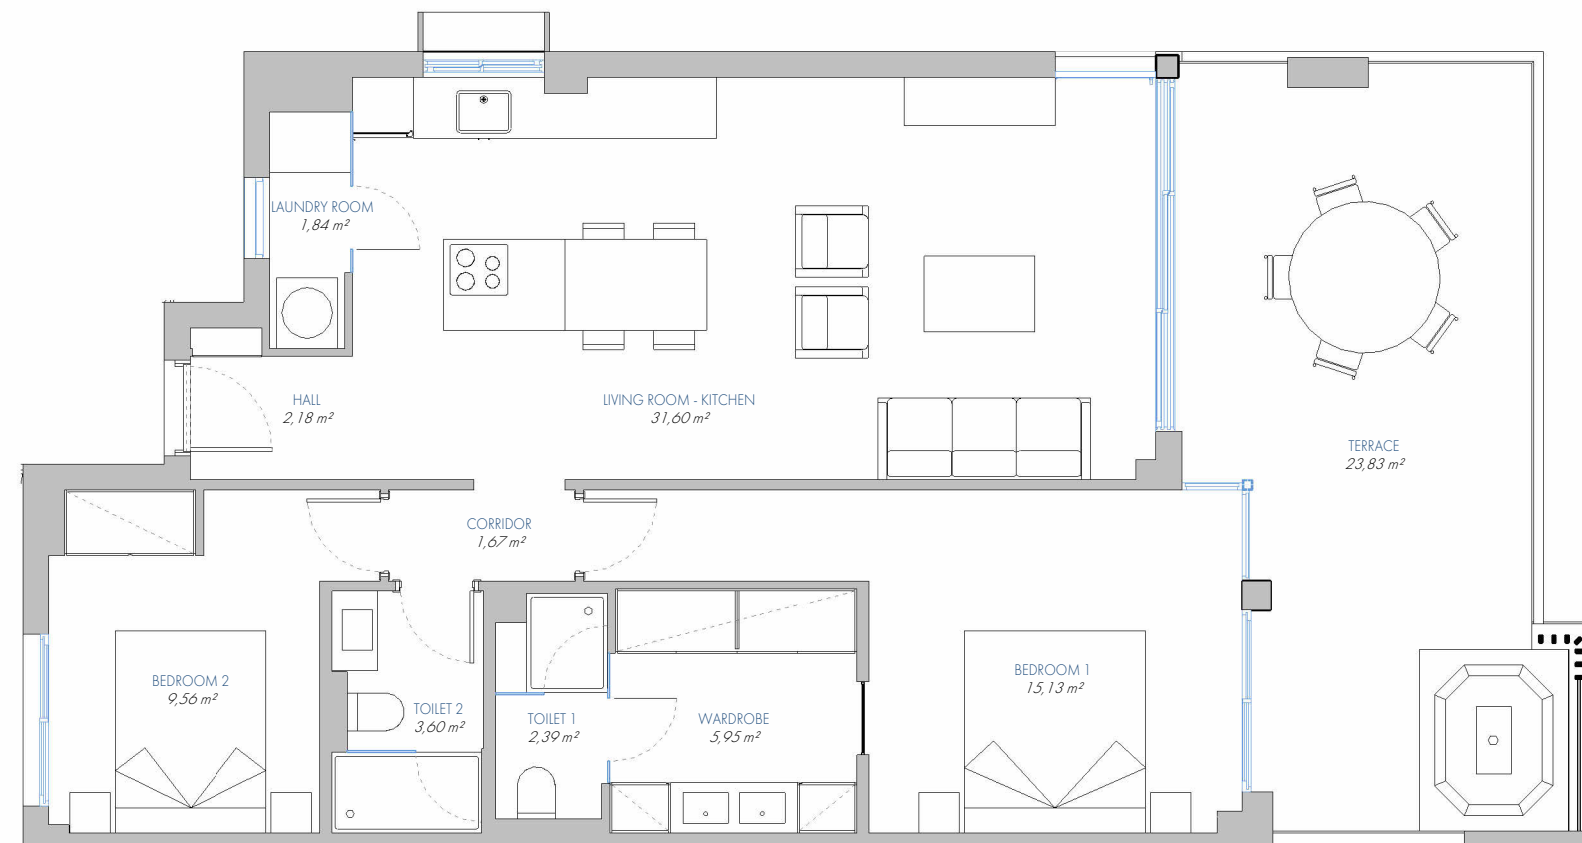 LAUNDRY ROOM
1,84 m²
HALL
2,18 m²
LIVING ROOM - KITCHEN
31,60 m²
TERRACE
23,83 m²
CORRIDOR
1,67 m²
BEDROOM 2
9,56 m²
TOILET 2
3,60 m²
TOILET 1
2,39 m²
WARDROBE
5,95 m²
BEDROOM 1
15,13 m²